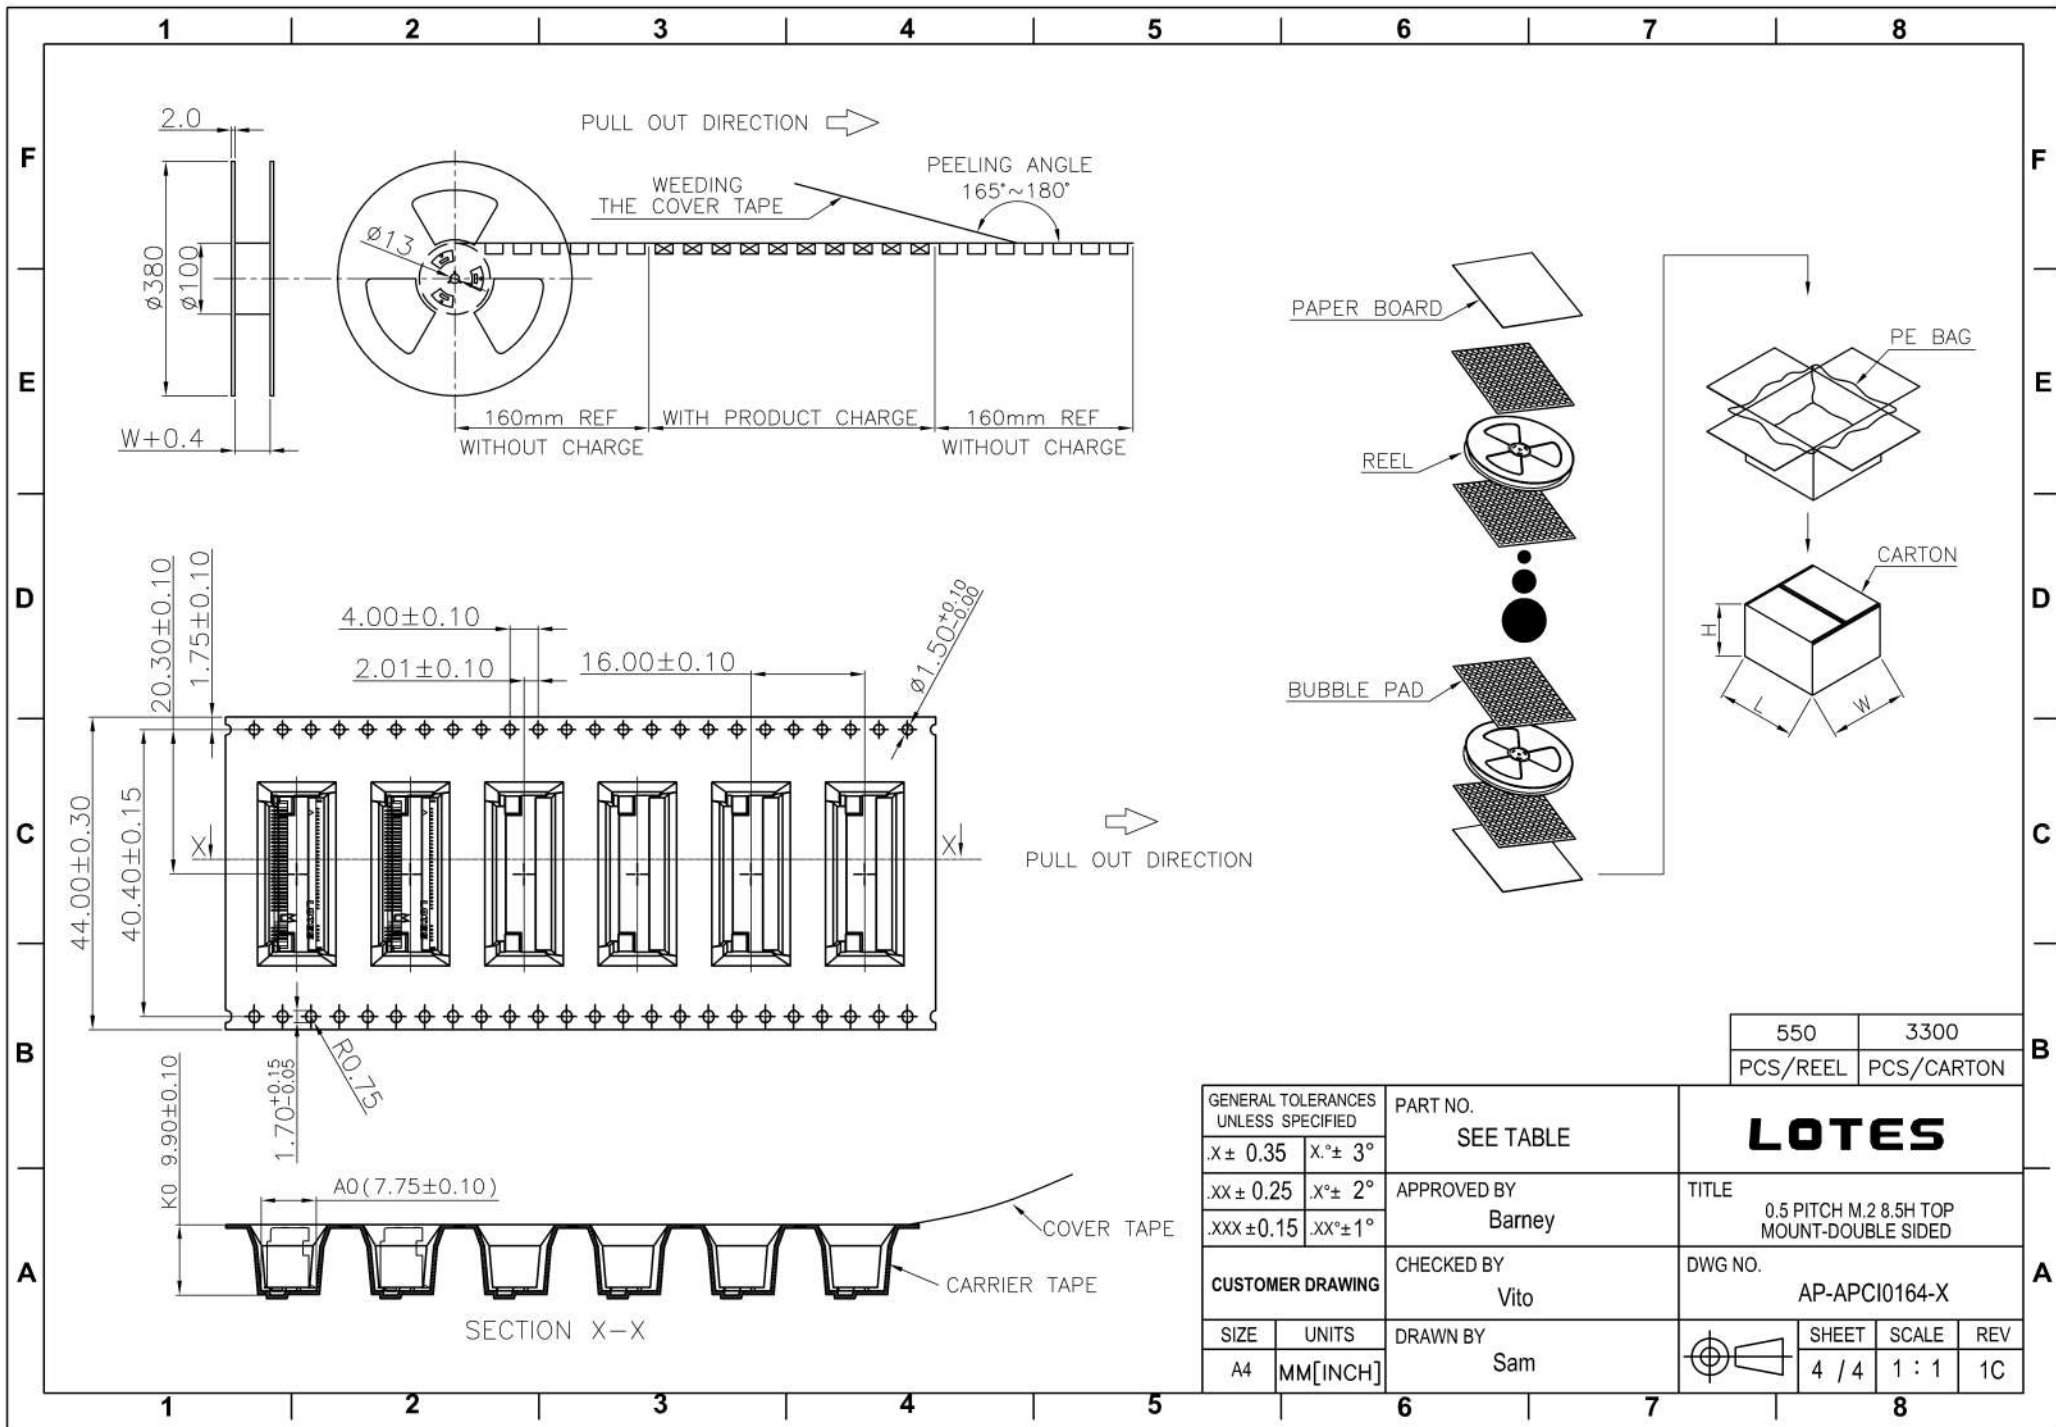 1 2 3 4 5 6 7 8
F
E
D
C
B
A
F
E
D
C
B
A
2.0
ø380
ø100
W+0.4
ø13
PULL OUT DIRECTION
WEEDING
THE COVER TAPE
PEELING ANGLE
165°~180°
160mm REF
WITHOUT CHARGE
WITH PRODUCT CHARGE
160mm REF
WITHOUT CHARGE
PAPER BOARD
REEL
BUBBLE PAD
PE BAG
CARTON
H
L
W
20.30±0.10
1.75±0.10
4.00±0.10
2.01±0.10
16.00±0.10
ø1.50+0.10-0.00
44.00±0.30
40.40±0.15
X
X
M
M
PULL OUT DIRECTION
1.70+0.15-0.05
R0.75
K0 9.90±0.10
A0(7.75±0.10)
COVER TAPE
CARRIER TAPE
SECTION X-X
550 3300
PCS/REEL PCS/CARTON
GENERAL TOLERANCES
UNLESS SPECIFIED
.X± 0.35 X.°± 3°
.XX± 0.25 .X°± 2°
.XXX±0.15 .XX°±1°
CUSTOMER DRAWING
SIZE UNITS
A4 MM[INCH]
PART NO.
SEE TABLE
APPROVED BY
Barney
CHECKED BY
Vito
DRAWN BY
Sam
LOTES
TITLE
0.5 PITCH M.2 8.5H TOP
MOUNT-DOUBLE SIDED
DWG NO.
AP-APCI0164-X
SHEET SCALE REV
4 / 4 1 : 1 1C
1 2 3 4 5 6 7 8